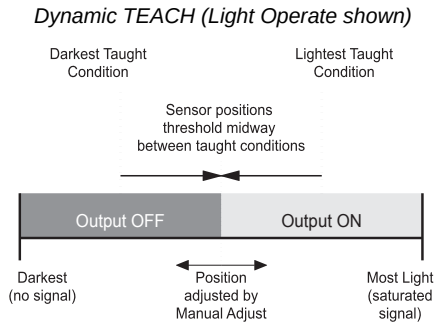 Dynamic TEACH (Light Operate shown)
Darkest Taught
Condition
Lightest Taught
Condition
Sensor positions
threshold midway
between taught conditions
Output OFF
Output ON
Darkest
(no signal)
Position
adjusted by
Manual Adjust
Most Light
(saturated
signal)